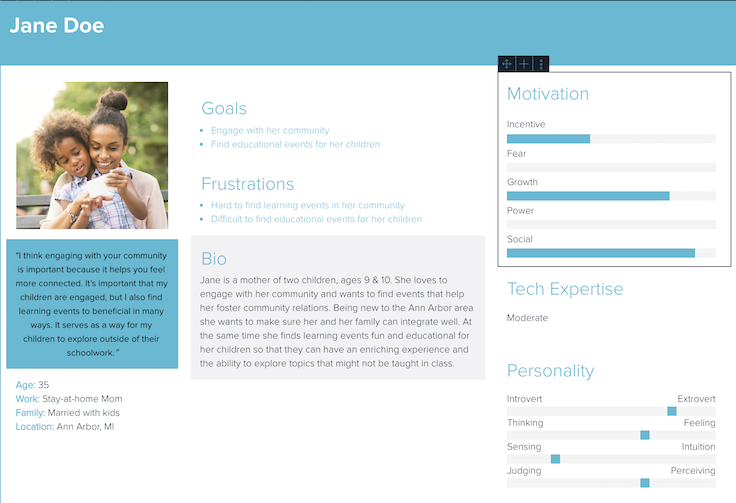 Jane Doe
"I think engaging with your community
is important because it helps you feel
more connected. It's important that my
children are engaged, but I also find
learning events to beneficial in many
ways. It serves as a way for my
children to explore outside of their
schoolwork."
Age: 35
Work: Stay-at-home Mom
Family: Married with kids
Location: Ann Arbor, MI
Goals
• Engage with her community
• Find educational events for her children
Frustrations
• Hard to find learning events in her community
• Difficult to find educational events for her children
Bio
Jane is a mother of two children, ages 9 & 10. She loves to
engage with her community and wants to find events that help
her foster community relations. Being new to the Ann Arbor area
she wants to make sure her and her family can integrate well. At
the same time she finds learning events fun and educational for
her children so that they can have an enriching experience and
the ability to explore topics that might not be taught in class.
Motivation
Incentive
Fear
Growth
Power
Social
Tech Expertise
Moderate
Personality
Introvert Extrovert
Thinking Feeling
Sensing Intuition
Judging Perceiving